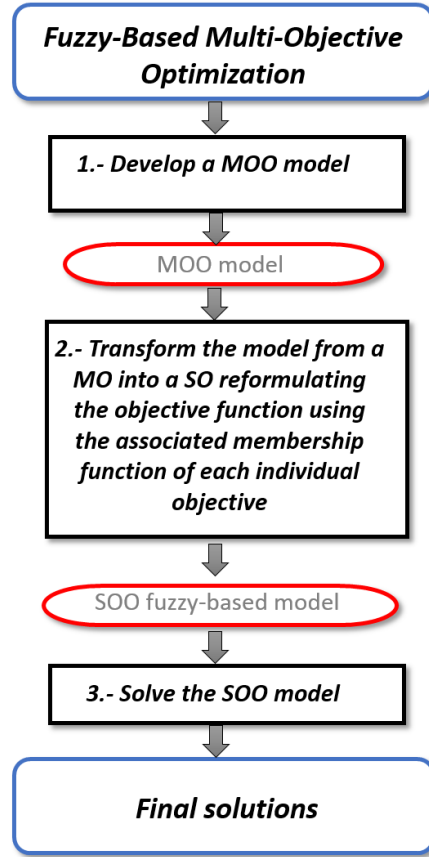 Fuzzy-Based Multi-Objective
Optimization
1.- Develop a MOO model
MOO model
2.- Transform the model from a
MO into a SO reformulating
the objective function using
the associated membership
function of each individual
objective
SOO fuzzy-based model
3.- Solve the SOO model
Final solutions